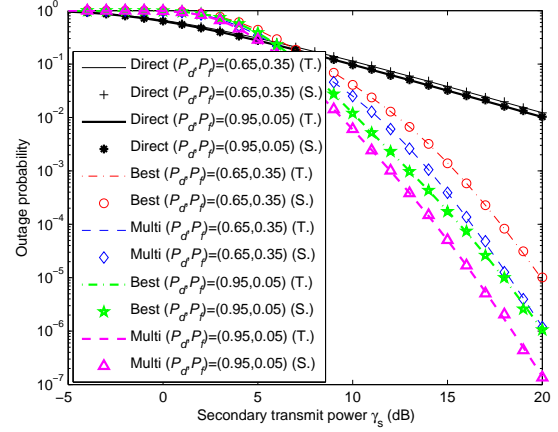 10^0
10^-1
10^-2
10^-3
10^-4
10^-5
10^-6
10^-7
Outage probability
Direct (P_d,P_f)=(0.65,0.35) (T.)
Direct (P_d,P_f)=(0.65,0.35) (S.)
Direct (P_d,P_f)=(0.95,0.05) (T.)
Direct (P_d,P_f)=(0.95,0.05) (S.)
Best (P_d,P_f)=(0.65,0.35) (T.)
Best (P_d,P_f)=(0.65,0.35) (S.)
Multi (P_d,P_f)=(0.65,0.35) (T.)
Multi (P_d,P_f)=(0.65,0.35) (S.)
Best (P_d,P_f)=(0.95,0.05) (T.)
Best (P_d,P_f)=(0.95,0.05) (S.)
Multi (P_d,P_f)=(0.95,0.05) (T.)
Multi (P_d,P_f)=(0.95,0.05) (S.)
-5 0 5 10 15 20
Secondary transmit power γ_s (dB)